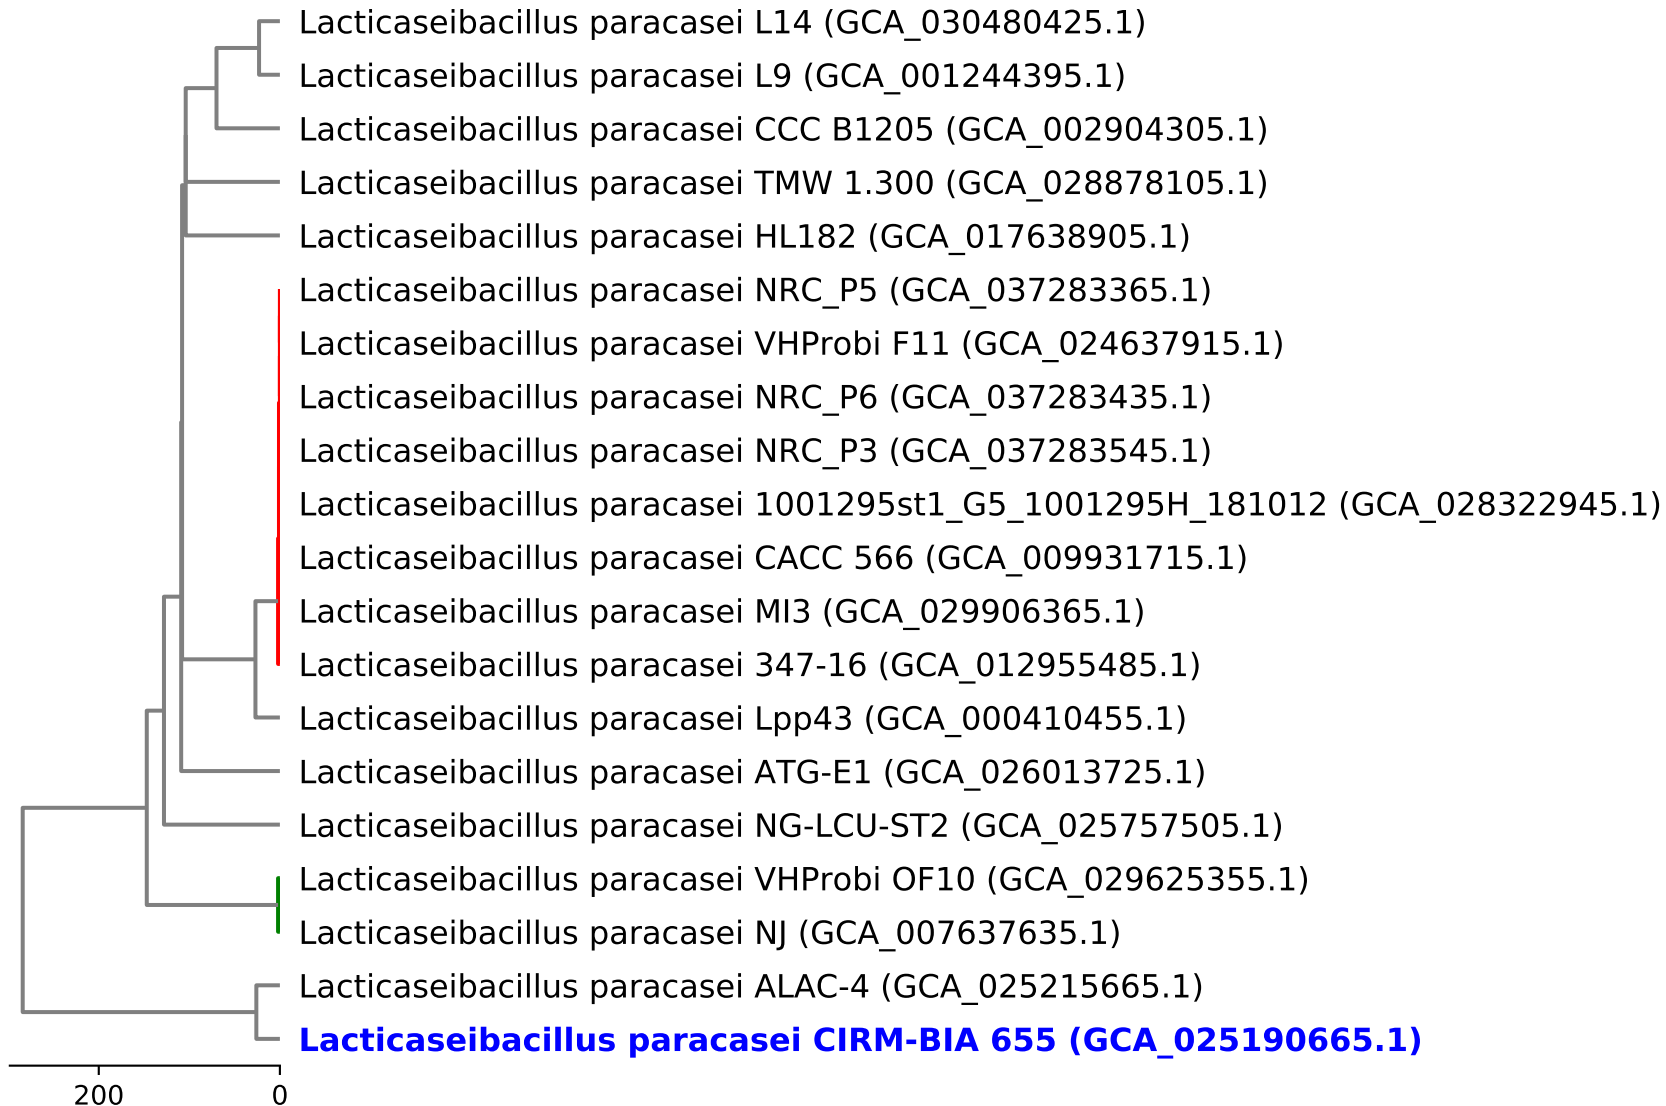 Lacticaseibacillus paracasei L14 (GCA_030480425.1)
Lacticaseibacillus paracasei L9 (GCA_001244395.1)
Lacticaseibacillus paracasei CCC B1205 (GCA_002904305.1)
Lacticaseibacillus paracasei TMW 1.300 (GCA_028878105.1)
Lacticaseibacillus paracasei HL182 (GCA_017638905.1)
Lacticaseibacillus paracasei NRC_P5 (GCA_037283365.1)
Lacticaseibacillus paracasei VHProbi F11 (GCA_024637915.1)
Lacticaseibacillus paracasei NRC_P6 (GCA_037283435.1)
Lacticaseibacillus paracasei NRC_P3 (GCA_037283545.1)
Lacticaseibacillus paracasei 1001295st1_G5_1001295H_181012 (GCA_028322945.1)
Lacticaseibacillus paracasei CACC 566 (GCA_009931715.1)
Lacticaseibacillus paracasei MI3 (GCA_029906365.1)
Lacticaseibacillus paracasei 347-16 (GCA_012955485.1)
Lacticaseibacillus paracasei Lpp43 (GCA_000410455.1)
Lacticaseibacillus paracasei ATG-E1 (GCA_026013725.1)
Lacticaseibacillus paracasei NG-LCU-ST2 (GCA_025757505.1)
Lacticaseibacillus paracasei VHProbi OF10 (GCA_029625355.1)
Lacticaseibacillus paracasei NJ (GCA_007637635.1)
Lacticaseibacillus paracasei ALAC-4 (GCA_025215665.1)
Lacticaseibacillus paracasei CIRM-BIA 655 (GCA_025190665.1)
200 0